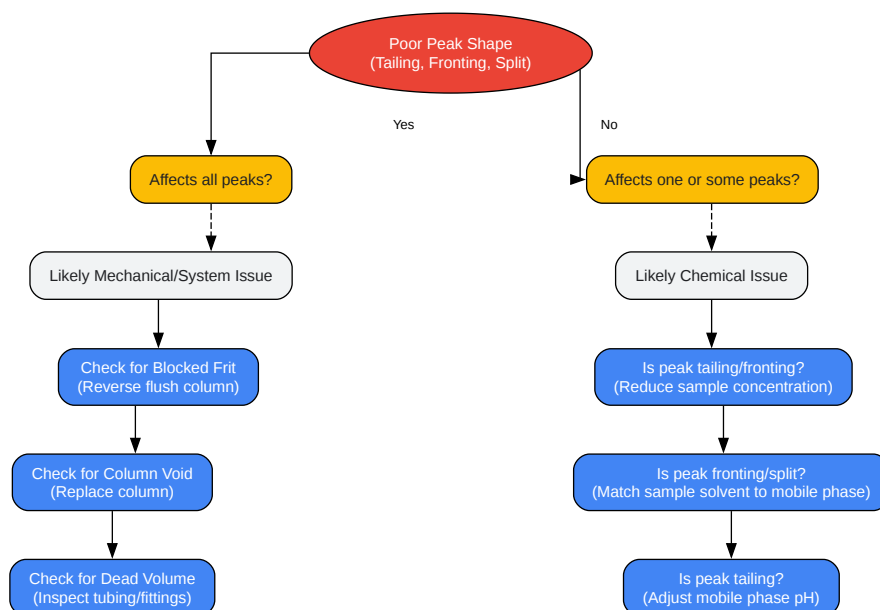 Poor Peak Shape
(Tailing, Fronting, Split)
Yes
No
Affects all peaks?
Affects one or some peaks?
Likely Mechanical/System Issue
Likely Chemical Issue
Check for Blocked Frit
(Reverse flush column)
Is peak tailing/fronting?
(Reduce sample concentration)
Check for Column Void
(Replace column)
Is peak fronting/split?
(Match sample solvent to mobile phase)
Check for Dead Volume
(Inspect tubing/fittings)
Is peak tailing?
(Adjust mobile phase pH)